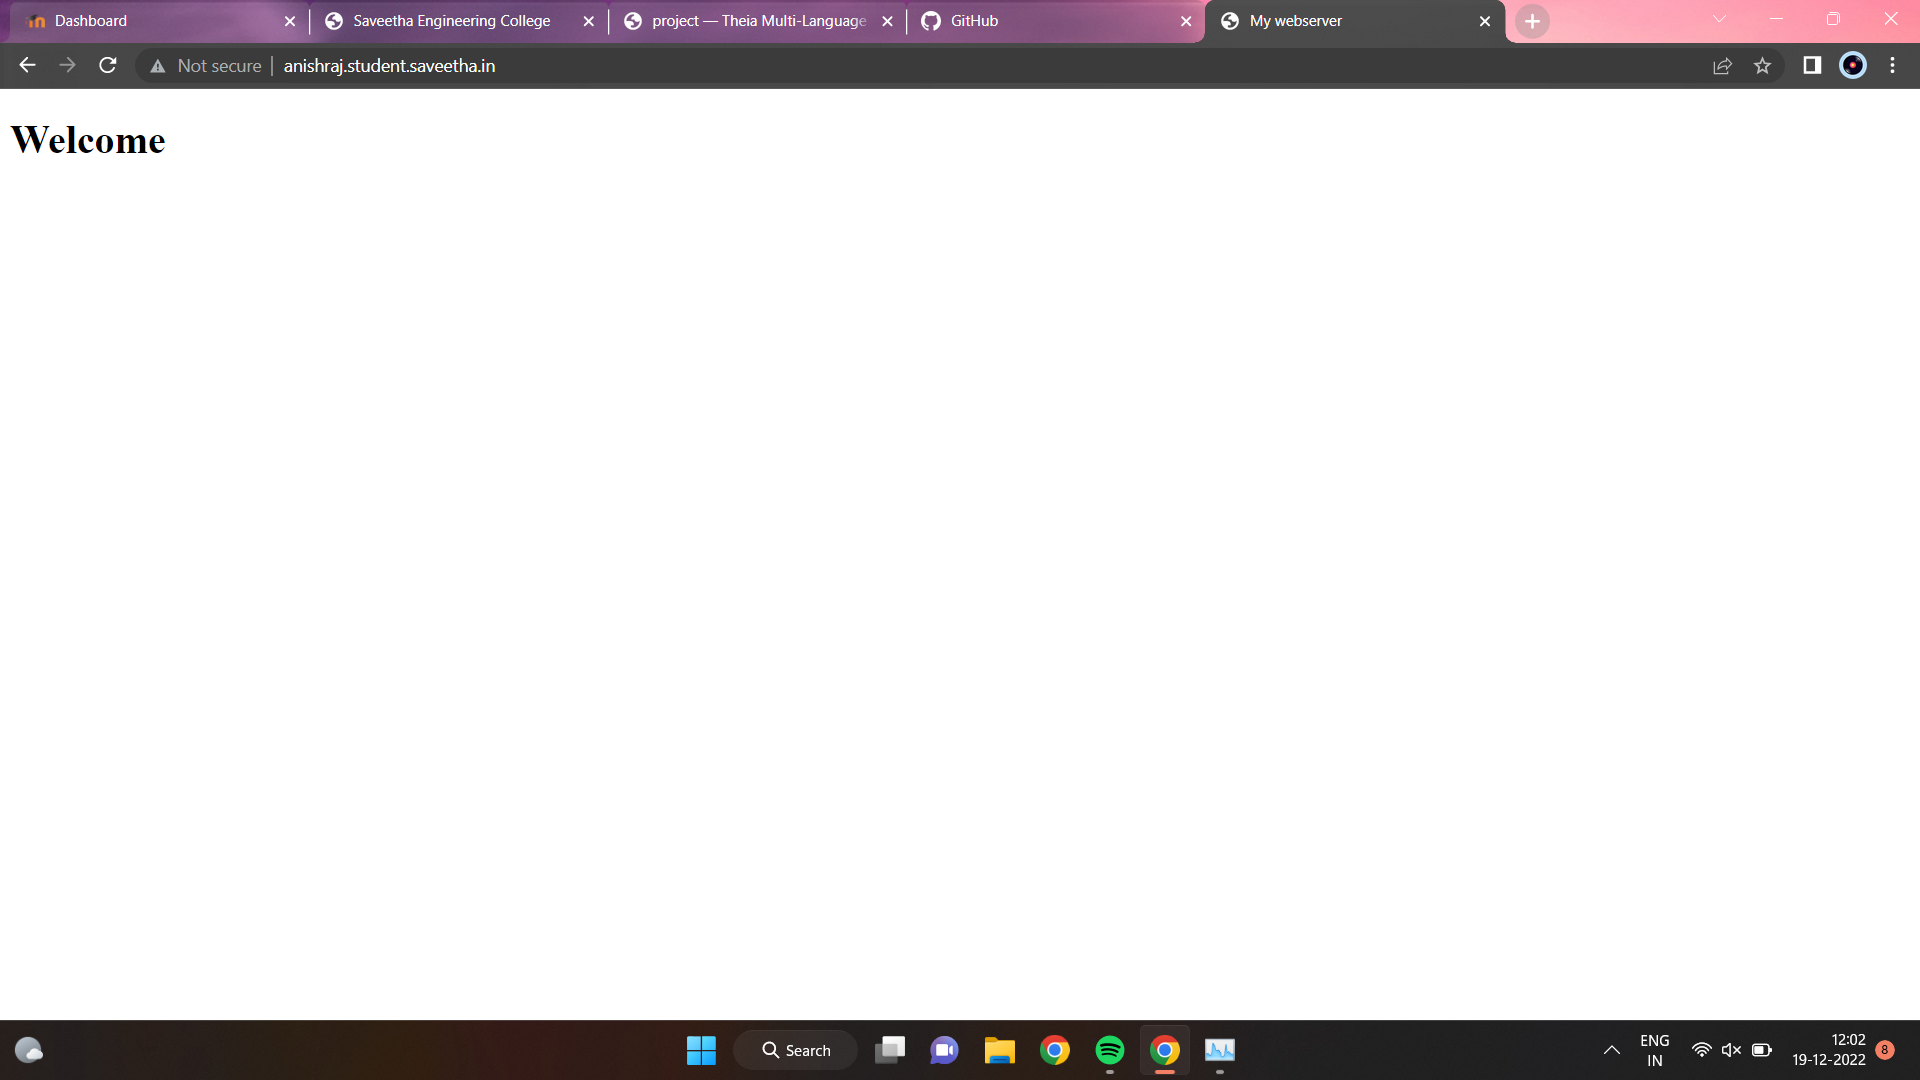 Dashboard
Saveetha Engineering College
project — Theia Multi-Language
GitHub
My webserver
Not secure
anishraj.student.saveetha.in
Welcome
Search
ENG
IN
12:02
19-12-2022
8